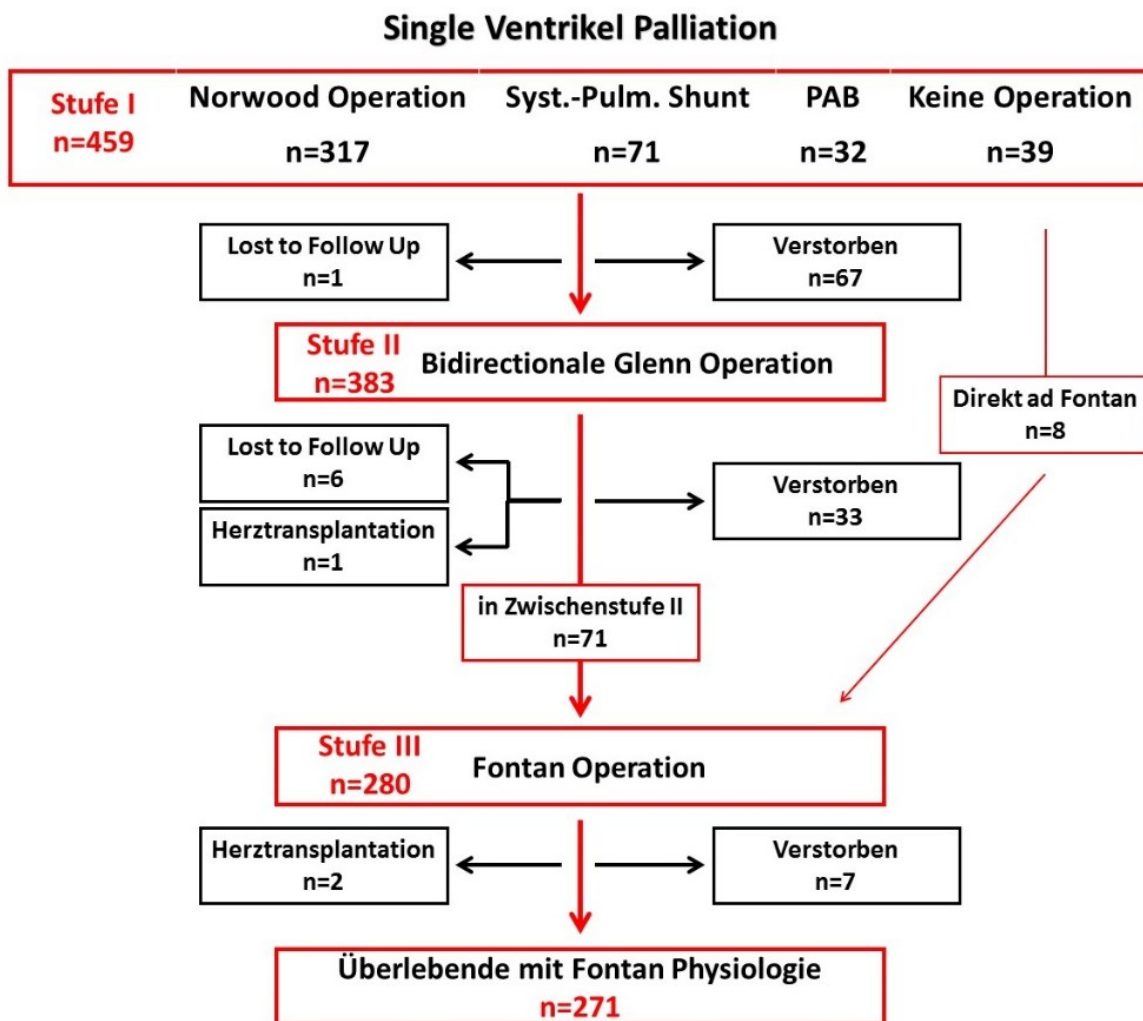 Single Ventrikel Palliation
Stufe I
n=459
Norwood Operation
n=317
Syst.-Pulm. Shunt
n=71
PAB
n=32
Keine Operation
n=39
Lost to Follow Up
n=1
Verstorben
n=67
Stufe II
n=383
Bidirectionale Glenn Operation
Direkt ad Fontan
n=8
Lost to Follow Up
n=6
Herztransplantation
n=1
Verstorben
n=33
in Zwischenstufe II
n=71
Stufe III
n=280
Fontan Operation
Herztransplantation
n=2
Verstorben
n=7
Überlebende mit Fontan Physiologie
n=271